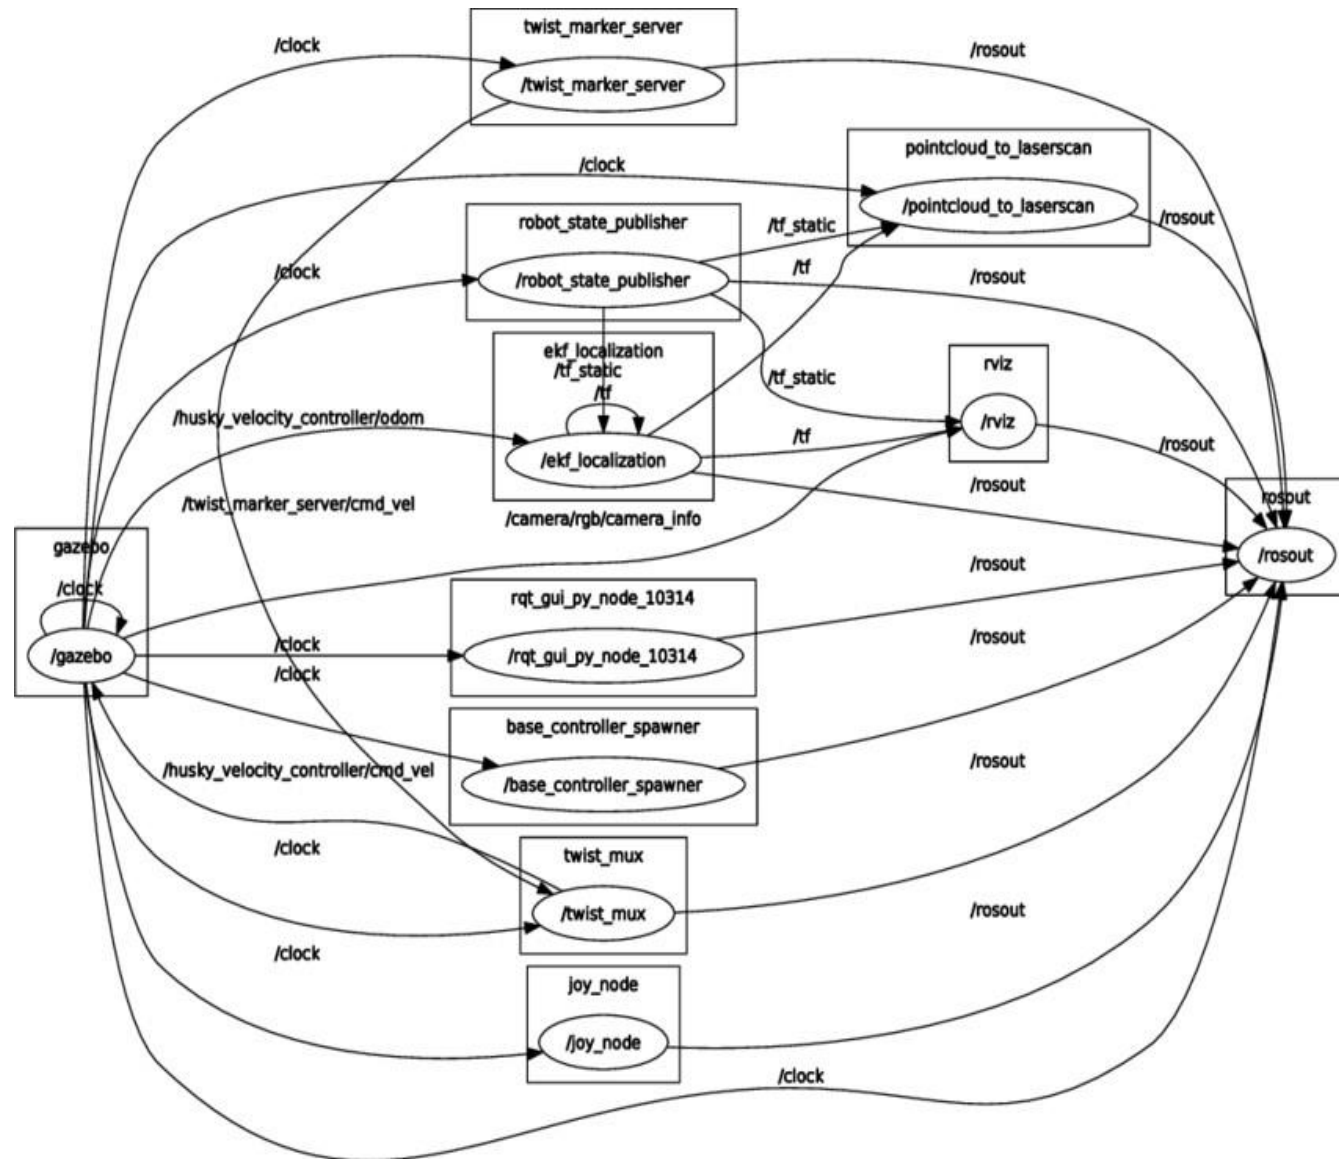 twist_marker_server
/clock
/rosout
/twist_marker_server
pointcloud_to_laserscan
/clock
/pointcloud_to_laserscan
/rosout
robot_state_publisher
/tf_static
/clock
/robot_state_publisher
/tf
/rosout
ekf_localization
/tf_static
/tf
rviz
/tf_static
/husky_velocity_controller/odom
/rviz
/tf
/rosout
/ekf_localization
/rosout
rosout
/twist_marker_server/cmd_vel
/camera/rgb/camera_info
gazebo
/rosout
/clock
/rosout
rqt_gui_py_node_10314
/clock
/rosout
/gazebo
/rqt_gui_py_node_10314
/clock
base_controller_spawner
/rosout
/husky_velocity_controller/cmd_vel
/base_controller_spawner
/clock
twist_mux
/twist_mux
/rosout
/clock
joy_node
/joy_node
/clock